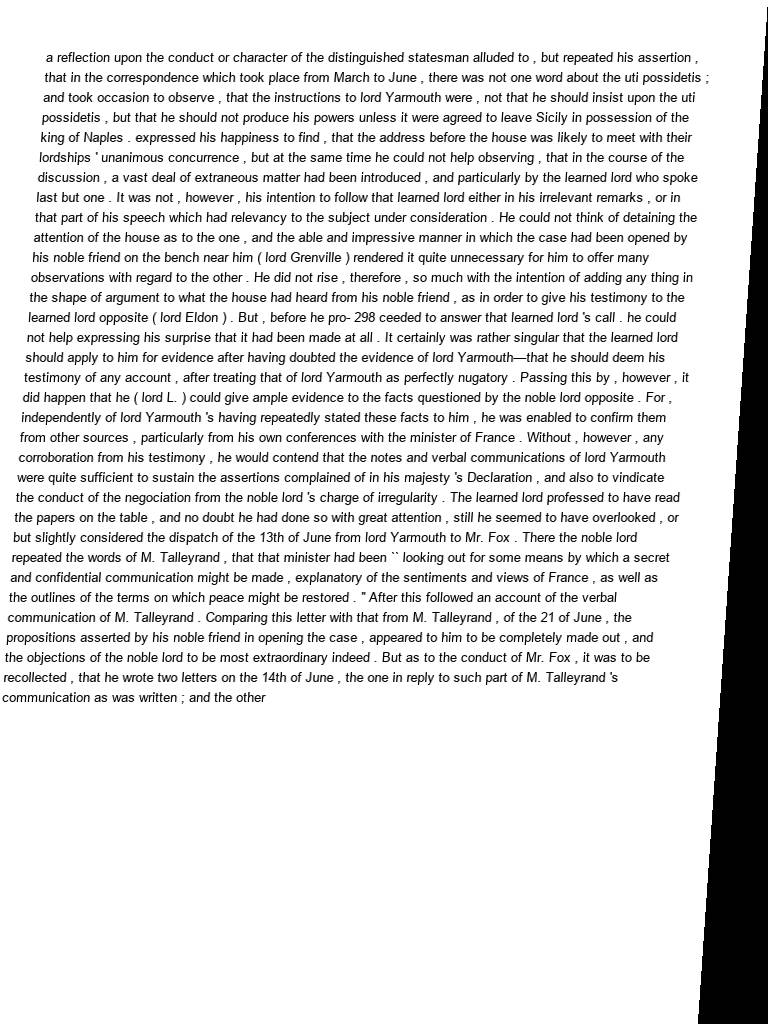 a reflection upon the conduct or character of the distinguished statesman alluded to , but repeated his assertion ,
that in the correspondence which took place from March to June , there was not one word about the uti possidetis ;
and took occasion to observe , that the instructions to lord Yarmouth were , not that he should insist upon the uti
possidetis , but that he should not produce his powers unless it were agreed to leave Sicily in possession of the
king of Naples . expressed his happiness to find , that the address before the house was likely to meet with their
lordships ' unanimous concurrence , but at the same time he could not help observing , that in the course of the
discussion , a vast deal of extraneous matter had been introduced , and particularly by the learned lord who spoke
last but one . It was not , however , his intention to follow that learned lord either in his irrelevant remarks , or in
that part of his speech which had relevancy to the subject under consideration . He could not think of detaining the
attention of the house as to the one , and the able and impressive manner in which the case had been opened by
his noble friend on the bench near him ( lord Grenville ) rendered it quite unnecessary for him to offer many
observations with regard to the other . He did not rise , therefore , so much with the intention of adding any thing in
the shape of argument to what the house had heard from his noble friend , as in order to give his testimony to the
learned lord opposite ( lord Eldon ) . But , before he pro- 298 ceeded to answer that learned lord 's call . he could
not help expressing his surprise that it had been made at all . It certainly was rather singular that the learned lord
should apply to him for evidence after having doubted the evidence of lord Yarmouth—that he should deem his
testimony of any account , after treating that of lord Yarmouth as perfectly nugatory . Passing this by , however , it
did happen that he ( lord L. ) could give ample evidence to the facts questioned by the noble lord opposite . For ,
independently of lord Yarmouth 's having repeatedly stated these facts to him , he was enabled to confirm them
from other sources , particularly from his own conferences with the minister of France . Without , however , any
corroboration from his testimony , he would contend that the notes and verbal communications of lord Yarmouth
were quite sufficient to sustain the assertions complained of in his majesty 's Declaration , and also to vindicate
the conduct of the negociation from the noble lord 's charge of irregularity . The learned lord professed to have read
the papers on the table , and no doubt he had done so with great attention , still he seemed to have overlooked , or
but slightly considered the dispatch of the 13th of June from lord Yarmouth to Mr. Fox . There the noble lord
repeated the words of M. Talleyrand , that that minister had been `` looking out for some means by which a secret
and confidential communication might be made , explanatory of the sentiments and views of France , as well as
the outlines of the terms on which peace might be restored . " After this followed an account of the verbal
communication of M. Talleyrand . Comparing this letter with that from M. Talleyrand , of the 21 of June , the
propositions asserted by his noble friend in opening the case , appeared to him to be completely made out , and
the objections of the noble lord to be most extraordinary indeed . But as to the conduct of Mr. Fox , it was to be
recollected , that he wrote two letters on the 14th of June , the one in reply to such part of M. Talleyrand 's
communication as was written ; and the other